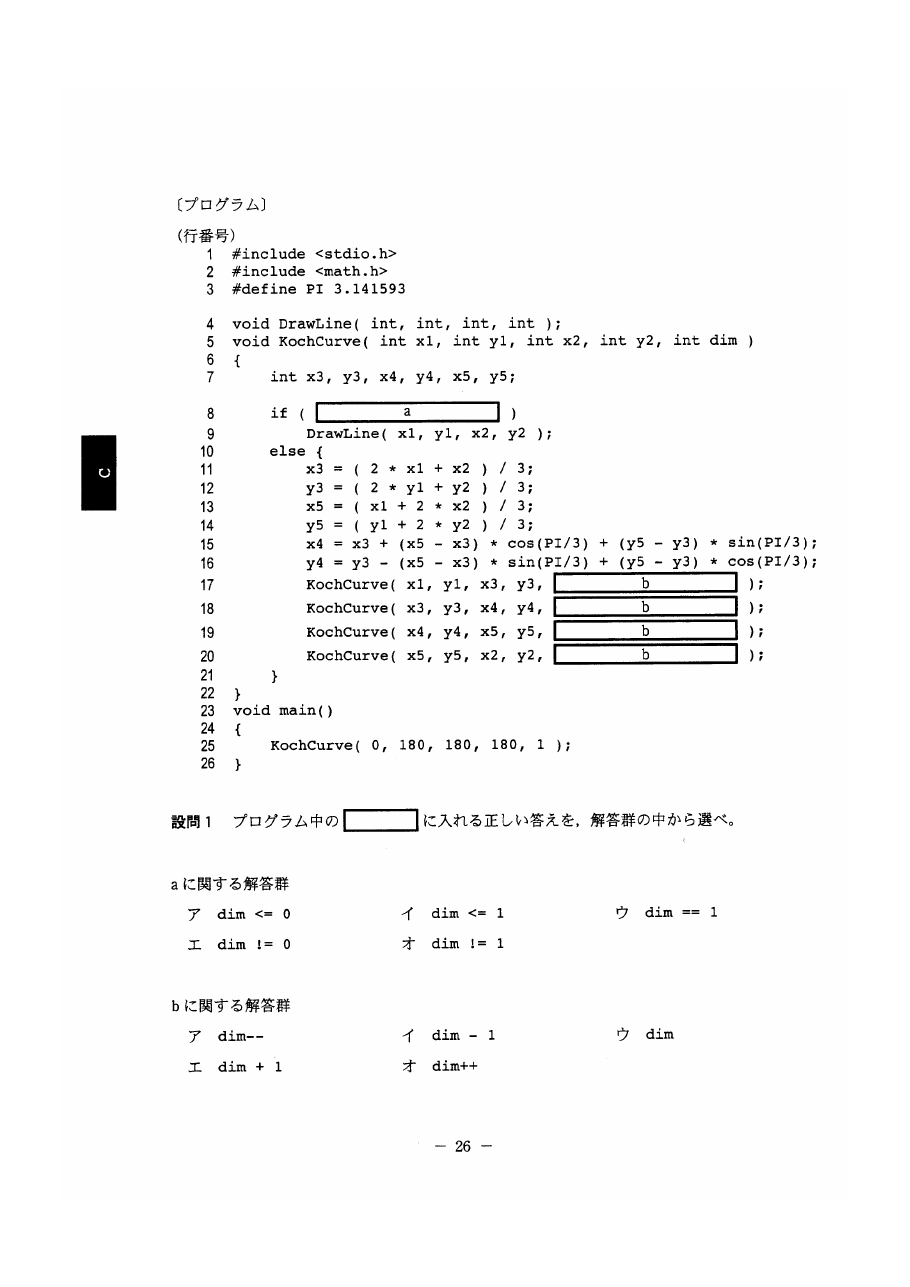 〔プログラム〕
(行番号)
1 #include <stdio.h>
2 #include <math.h>
3 #define PI 3.141593
4 void DrawLine( int, int, int, int );
5 void KochCurve( int x1, int y1, int x2, int y2, int dim )
6 {
7 int x3, y3, x4, y4, x5, y5;
8 if ( a )
9 DrawLine( x1, y1, x2, y2 );
10 else {
11 x3 = ( 2 * x1 + x2 ) / 3;
12 y3 = ( 2 * y1 + y2 ) / 3;
13 x5 = ( x1 + 2 * x2 ) / 3;
14 y5 = ( y1 + 2 * y2 ) / 3;
15 x4 = x3 + (x5 - x3) * cos(PI/3) + (y5 - y3) * sin(PI/3);
16 y4 = y3 - (x5 - x3) * sin(PI/3) + (y5 - y3) * cos(PI/3);
17 KochCurve( x1, y1, x3, y3, b );
18 KochCurve( x3, y3, x4, y4, b );
19 KochCurve( x4, y4, x5, y5, b );
20 KochCurve( x5, y5, x2, y2, b );
21 }
22 }
23 void main()
24 {
25 KochCurve( 0, 180, 180, 180, 1 );
26 }
C
設問1 プログラム中の に入れる正しい答えを，解答群の中から選べ。
aに関する解答群
ア dim <= 0 イ dim <= 1 ウ dim == 1
エ dim != 0 オ dim != 1
bに関する解答群
ア dim-- イ dim - 1 ウ dim
エ dim + 1 オ dim++
- 26 -